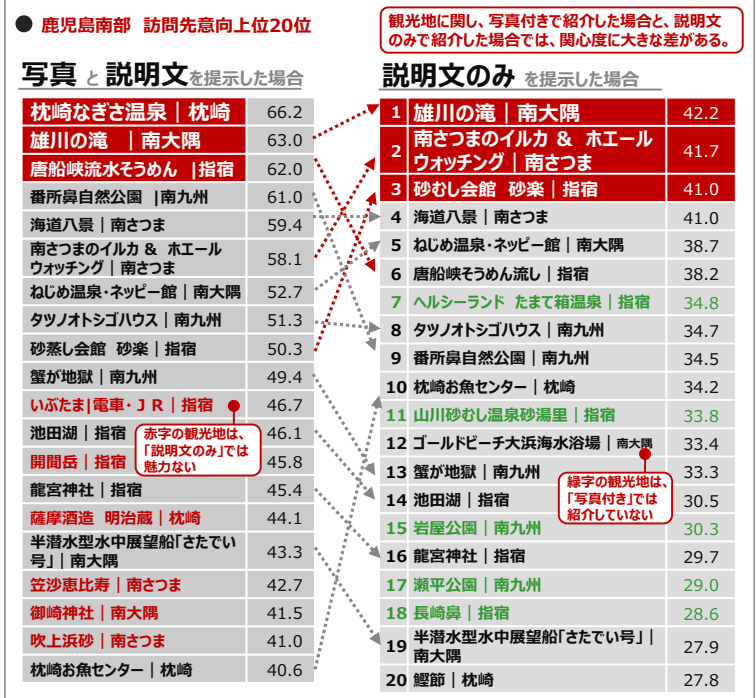 ● 鹿児島南部 訪問先意向上位20位
観光地に関し、写真付きで紹介した場合と、説明文
のみで紹介した場合では、関心度に大きな差がある。
写真 と 説明文を提示した場合
枕崎なぎさ温泉｜枕崎 66.2
雄川の滝 ｜南大隅 63.0
唐船峡流水そうめん |指宿 62.0
番所鼻自然公園 |南九州 61.0
海道八景｜南さつま 59.4
南さつまのイルカ & ホエール
ウォッチング｜南さつま 58.1
ねじめ温泉・ネッピー館｜南大隅 52.7
タツノオトシゴハウス｜南九州 51.3
砂蒸し会館 砂楽｜指宿 50.3
蟹が地獄｜南九州 49.4
いぶたま|電車・ＪＲ｜指宿 46.7
池田湖｜指宿 46.1
開聞岳｜指宿 45.8
龍宮神社｜指宿 45.4
薩摩酒造 明治蔵｜枕崎 44.1
半潜水型水中展望船「さたでい
号」｜南大隅 43.3
笠沙恵比寿｜南さつま 42.7
御崎神社｜南大隅 41.5
吹上浜砂｜南さつま 41.0
枕崎お魚センター｜枕崎 40.6
赤字の観光地は、
「説明文のみ」では
魅力ない
説明文のみ を提示した場合
1 雄川の滝｜南大隅 42.2
2 南さつまのイルカ & ホエール
ウォッチング｜南さつま 41.7
3 砂むし会館 砂楽｜指宿 41.0
4 海道八景｜南さつま 41.0
5 ねじめ温泉・ネッピー館｜南大隅 38.7
6 唐船峡そうめん流し｜指宿 38.2
7 ヘルシーランド たまて箱温泉｜指宿 34.8
8 タツノオトシゴハウス｜南九州 34.7
9 番所鼻自然公園｜南九州 34.5
10 枕崎お魚センター｜枕崎 34.2
11 山川砂むし温泉砂湯里｜指宿 33.8
12 ゴールドビーチ大浜海水浴場｜南大隅 33.4
13 蟹が地獄｜南九州 33.3
14 池田湖｜指宿 30.5
15 岩屋公園｜南九州 30.3
16 龍宮神社｜指宿 29.7
17 瀬平公園｜南九州 29.0
18 長崎鼻｜指宿 28.6
19 半潜水型水中展望船「さたでい号」｜
南大隅 27.9
20 鰹節｜枕崎 27.8
緑字の観光地は、
「写真付き」では
紹介していない